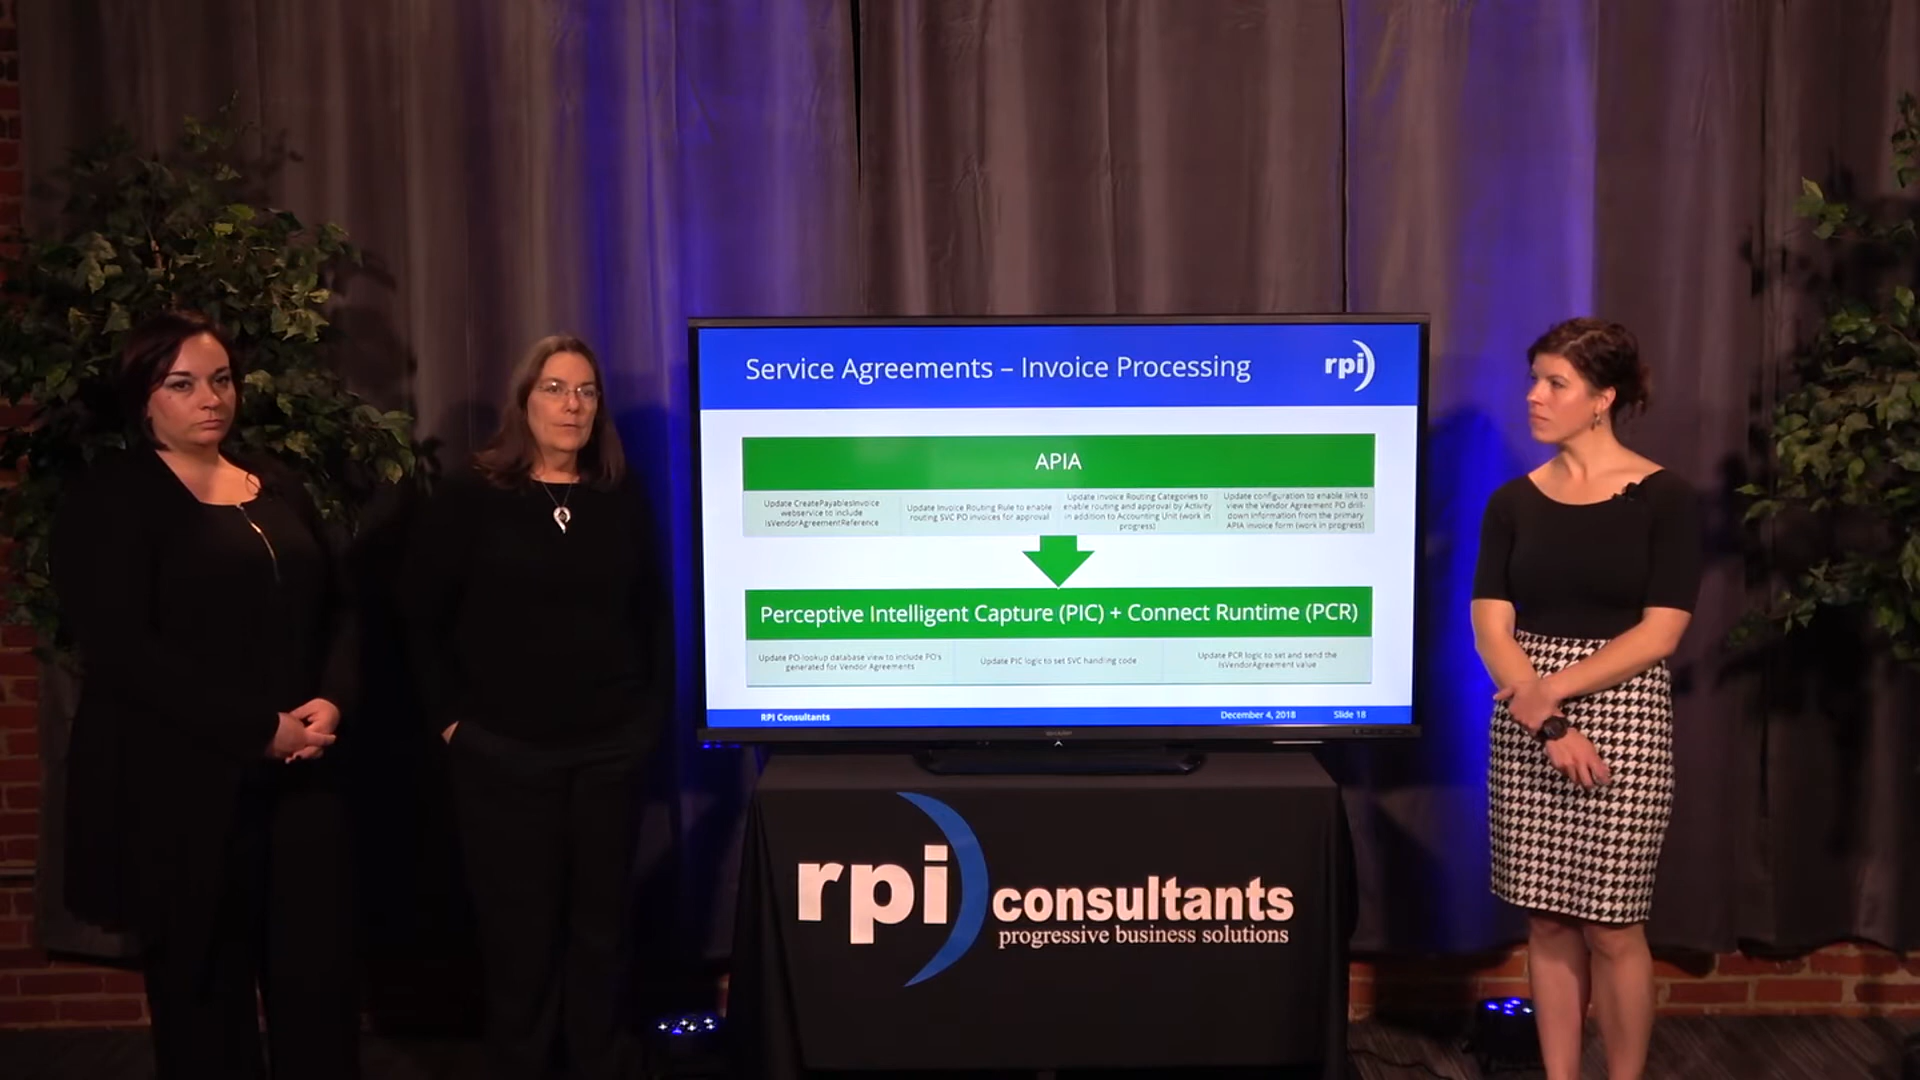 Service Agreements – Invoice Processing
rpi
APIA
Update CreatePayablesInvoice
webservice to include
IsVendorAgreementReference
Update Invoice Routing Rule to enable
routing SVC PO invoices for approval
Update Invoice Routing Categories to
enable routing and approval by Activity
in addition to Accounting Unit (work in
progress)
Update configuration to enable link to
view the Vendor Agreement PO drill-
down information from the primary
APIA invoice form (work in progress)
Perceptive Intelligent Capture (PIC) + Connect Runtime (PCR)
Update PO-lookup database view to include PO's
generated for Vendor Agreements
Update PIC logic to set SVC handling code
Update PCR logic to set and send the
IsVendorAgreement value
RPI Consultants
December 4, 2018
Slide 18
SHARP
rpi consultants
progressive business solutions